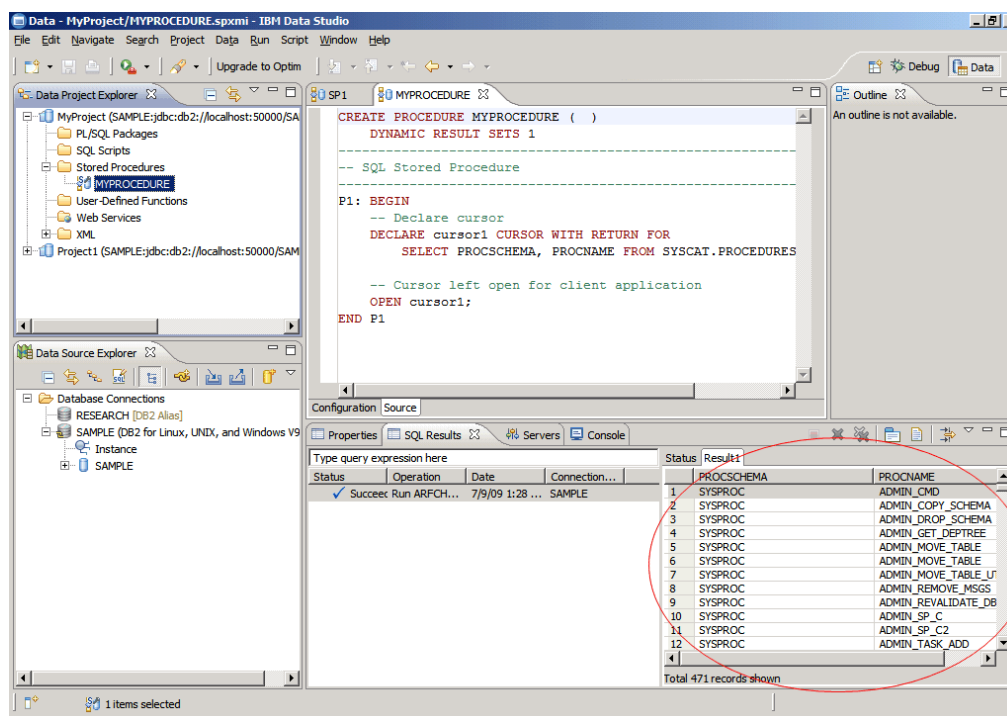 Data - MyProject/MYPROCEDURE.spxmi - IBM Data Studio
File Edit Navigate Search Project Data Run Script Window Help
Upgrade to Optim
Debug Data
Data Project Explorer
MyProject (SAMPLE:jdbc:db2://localhost:50000/SA
PL/SQL Packages
SQL Scripts
Stored Procedures
MYPROCEDURE
User-Defined Functions
Web Services
XML
Project1 (SAMPLE:jdbc:db2://localhost:50000/SAM
SP1 MYPROCEDURE
CREATE PROCEDURE MYPROCEDURE ( )
DYNAMIC RESULT SETS 1
------------------------------------------------------------------------
-- SQL Stored Procedure
------------------------------------------------------------------------
P1: BEGIN
-- Declare cursor
DECLARE cursor1 CURSOR WITH RETURN FOR
SELECT PROCSCHEMA, PROCNAME FROM SYSCAT.PROCEDURES
-- Cursor left open for client application
OPEN cursor1;
END P1
Configuration Source
Outline
An outline is not available.
Data Source Explorer
Database Connections
RESEARCH [DB2 Alias]
SAMPLE (DB2 for Linux, UNIX, and Windows V9
Instance
SAMPLE
Properties SQL Results Servers Console
Type query expression here
Status Operation Date Connection...
Succeec Run ARFCH... 7/9/09 1:28 ... SAMPLE
Status Result1
PROCSCHEMA PROCNAME
1 SYSPROC ADMIN_CMD
2 SYSPROC ADMIN_COPY_SCHEMA
3 SYSPROC ADMIN_DROP_SCHEMA
4 SYSPROC ADMIN_GET_DEPTREE
5 SYSPROC ADMIN_MOVE_TABLE
6 SYSPROC ADMIN_MOVE_TABLE
7 SYSPROC ADMIN_MOVE_TABLE_UT
8 SYSPROC ADMIN_REMOVE_MSGS
9 SYSPROC ADMIN_REVALIDATE_DB
10 SYSPROC ADMIN_SP_C
11 SYSPROC ADMIN_SP_C2
12 SYSPROC ADMIN_TASK_ADD
Total 471 records shown
1 items selected